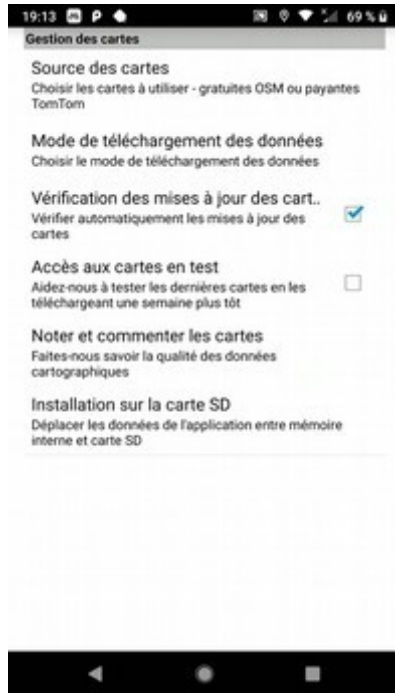 19:13 69 %
Gestion des cartes
Source des cartes
Choisir les cartes à utiliser - gratuites OSM ou payantes
TomTom
Mode de téléchargement des données
Choisir le mode de téléchargement des données
Vérification des mises à jour des cart..
Vérifier automatiquement les mises à jour des
cartes
Accès aux cartes en test
Aidez-nous à tester les dernières cartes en les
téléchargeant une semaine plus tôt
Noter et commenter les cartes
Faites-nous savoir la qualité des données
cartographiques
Installation sur la carte SD
Déplacer les données de l'application entre mémoire
interne et carte SD